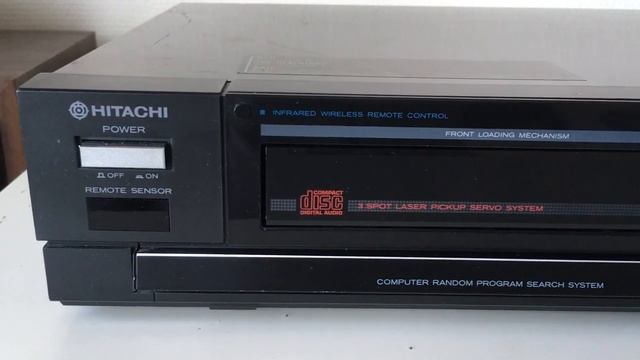 HITACHI
POWER
OFF ON
REMOTE SENSOR
INFRARED WIRELESS REMOTE CONTROL
FRONT LOADING MECHANISM
COMPACT
disc
DIGITAL AUDIO
3 SPOT LASER PICKUP SERVO SYSTEM
COMPUTER RANDOM PROGRAM SEARCH SYSTEM